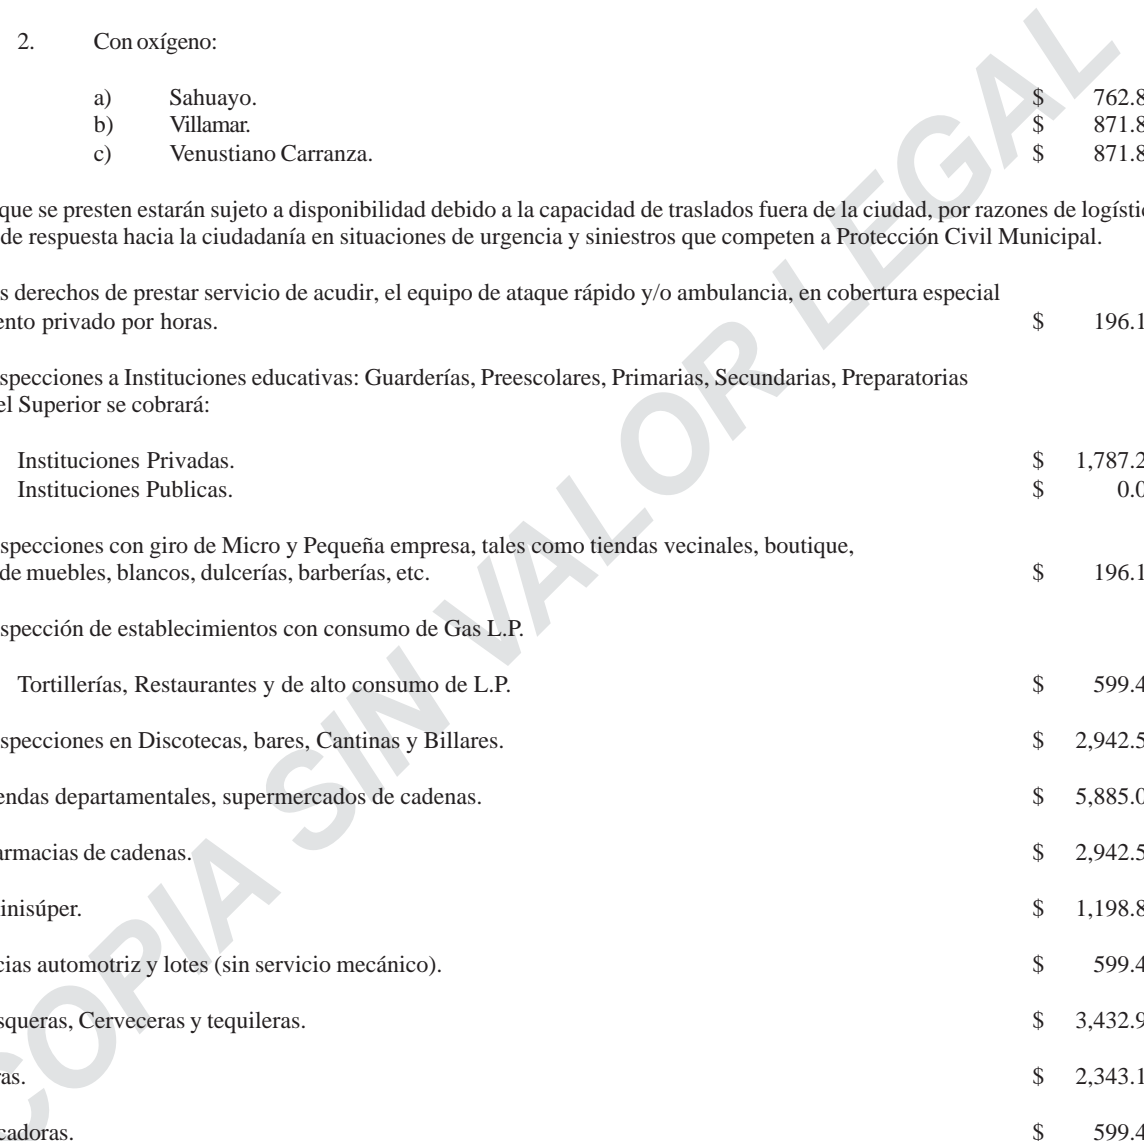 2. Con oxígeno:
a) Sahuayo. $ 762.8
b) Villamar. $ 871.8
c) Venustiano Carranza. $ 871.8
que se presten estarán sujeto a disponibilidad debido a la capacidad de traslados fuera de la ciudad, por razones de
de respuesta hacia la ciudadanía en situaciones de urgencia y siniestros que competen a Protección Civil Municipal.
s derechos de prestar servicio de acudir, el equipo de ataque rápido y/o ambulancia, en cobertura especial
ento privado por horas. $ 196.1
specciones a Instituciones educativas: Guarderías, Preescolares, Primarias, Secundarias, Preparatorias
el Superior se cobrará:
Instituciones Privadas. $ 1,787.2
Instituciones Publicas. $ 0.0
specciones con giro de Micro y Pequeña empresa, tales como tiendas vecinales, boutique,
de muebles, blancos, dulcerías, barberías, etc. $ 196.1
spección de establecimientos con consumo de Gas L.P.
Tortillerías, Restaurantes y de alto consumo de L.P. $ 599.4
specciones en Discotecas, bares, Cantinas y Billares. $ 2,942.5
endas departamentales, supermercados de cadenas. $ 5,885.0
armacias de cadenas. $ 2,942.5
inisúper. $ 1,198.8
cias automotriz y lotes (sin servicio mecánico). $ 599.4
squeras, Cerveceras y tequileras. $ 3,432.9
ras. $ 2,343.1
cadoras. $ 599.4
COPIA SIN VALOR LEGAL